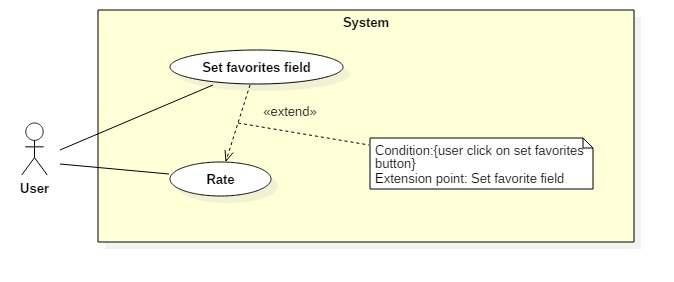 System
Set favorites field
«extend»
Condition:{user click on set favorites
button}
Extension point: Set favorite field
Rate
User